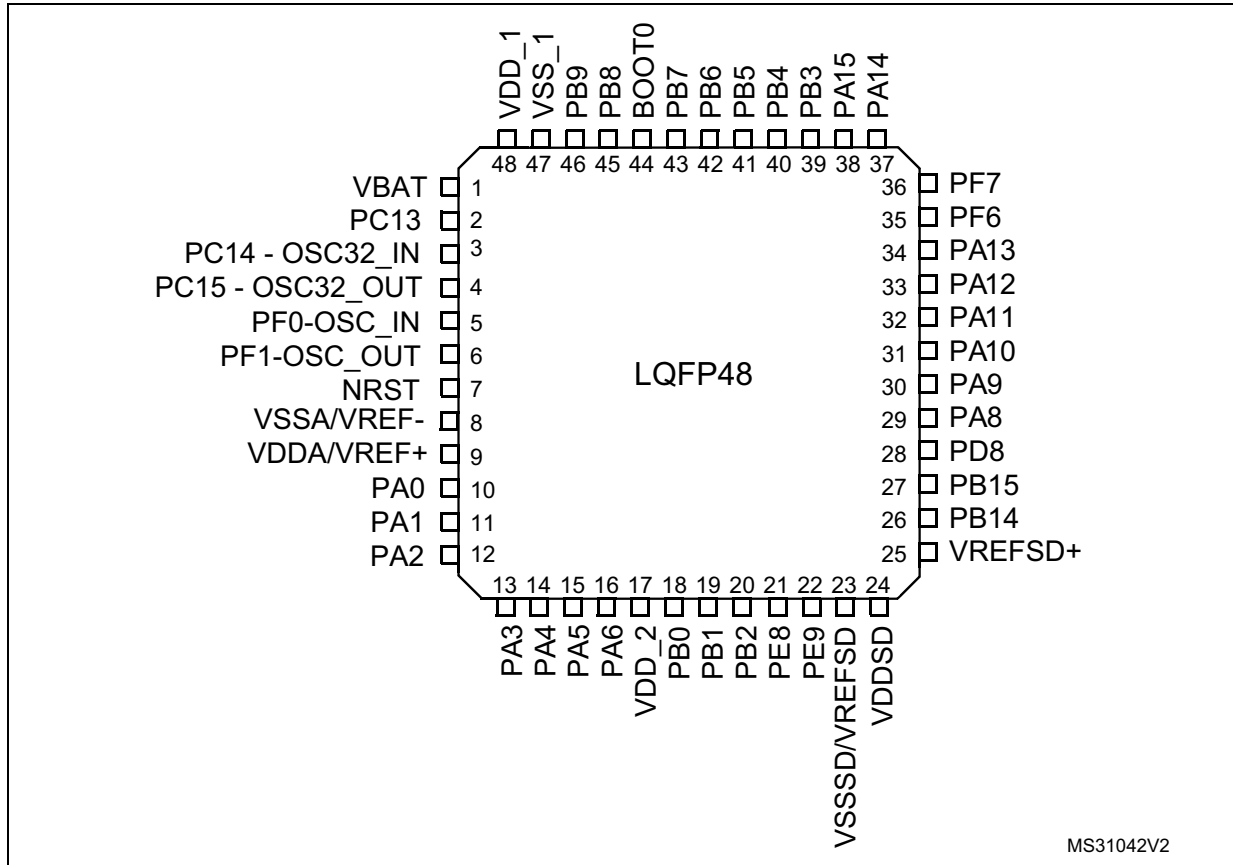 VDD_1
VSS_1
PB9
PB8
BOOT0
PB7
PB6
PB5
PB4
PB3
PA15
PA14
48 47 46 45 44 43 42 41 40 39 38 37
VBAT 1
PC13 2
PC14 - OSC32_IN 3
PC15 - OSC32_OUT 4
PF0-OSC_IN 5
PF1-OSC_OUT 6
NRST 7
VSSA/VREF- 8
VDDA/VREF+ 9
PA0 10
PA1 11
PA2 12
LQFP48
36 PF7
35 PF6
34 PA13
33 PA12
32 PA11
31 PA10
30 PA9
29 PA8
28 PD8
27 PB15
26 PB14
25 VREFSD+
13 14 15 16 17 18 19 20 21 22 23 24
PA3
PA4
PA5
PA6
VDD_2
PB0
PB1
PB2
PE8
PE9
VSSSD/VREFSD
VDDSD
MS31042V2